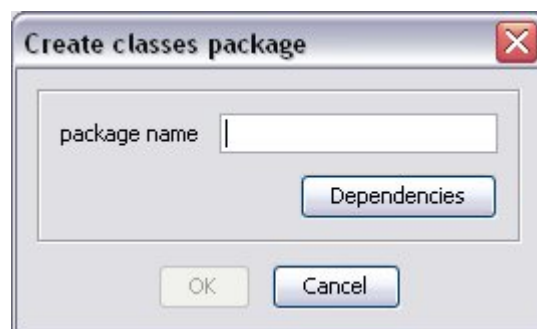 Create classes package
package name
Dependencies
OK Cancel